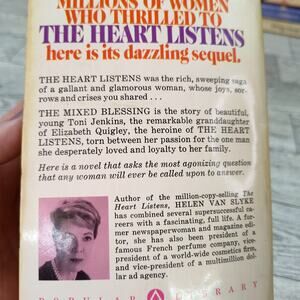 MILLIONS OF WOMEN
WHO THRILLED TO
THE HEART LISTENS
here is its dazzling sequel.
THE HEART LISTENS was the rich, sweeping saga
of a gallant and glamorous woman, whose joys, sor-
rows and crises you shared . . .
THE MIXED BLESSING is the story of beautiful,
young Toni Jenkins, the remarkable granddaughter
of Elizabeth Quigley, the heroine of THE HEART
LISTENS, torn between her passion for the one man
she desperately loved and loyalty to her family.
Here is a novel that asks the most agonizing question
that any woman will ever be called upon to answer.
Author of the million-copy-selling The
Heart Listens, HELEN VAN SLYKE
has combined several supersuccessful ca-
reers with a fascinating, full life. A for-
mer newspaperwoman and magazine edi-
tor, she has also been president of a
famous French perfume company, vice-
president of a world-wide cosmetics firm,
and vice-president of a multimillion dol-
lar ad agency.
POPULAR LIBRARY